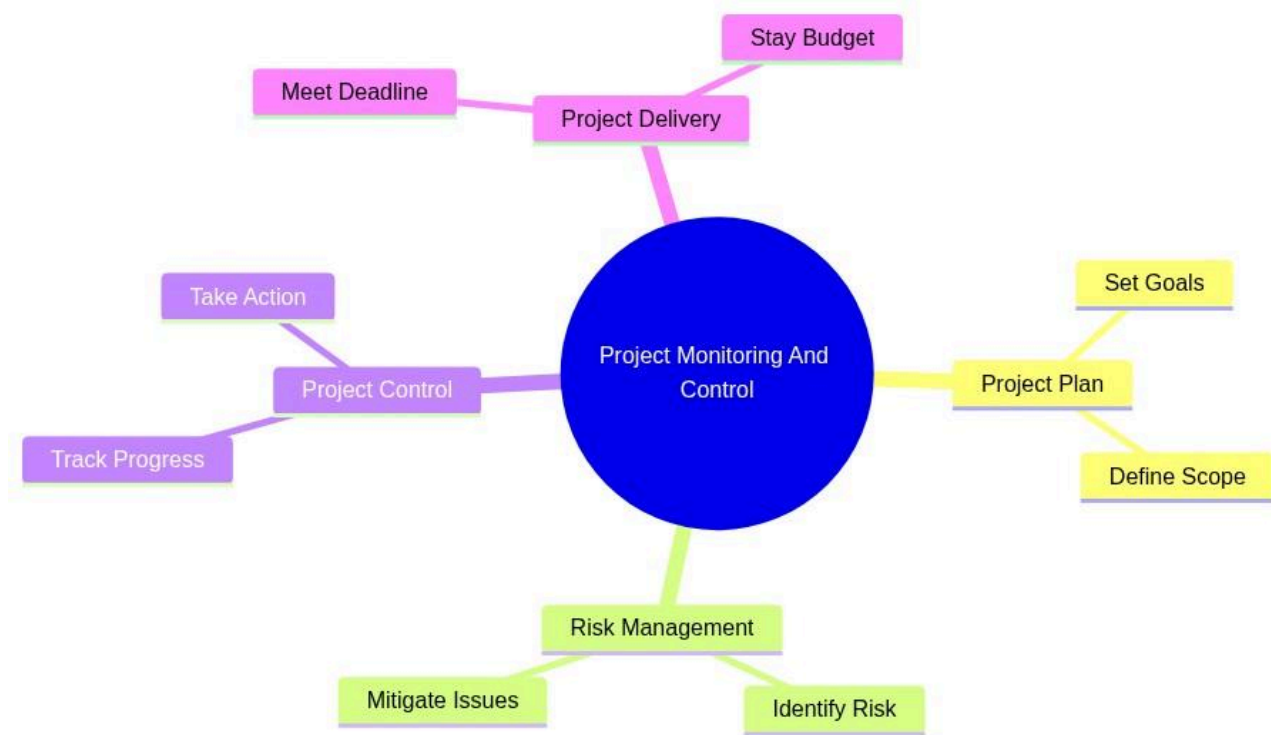 Stay Budget
Meet Deadline
Project Delivery
Set Goals
Take Action
Project Monitoring And
Control
Project Plan
Project Control
Track Progress
Define Scope
Risk Management
Mitigate Issues
Identify Risk